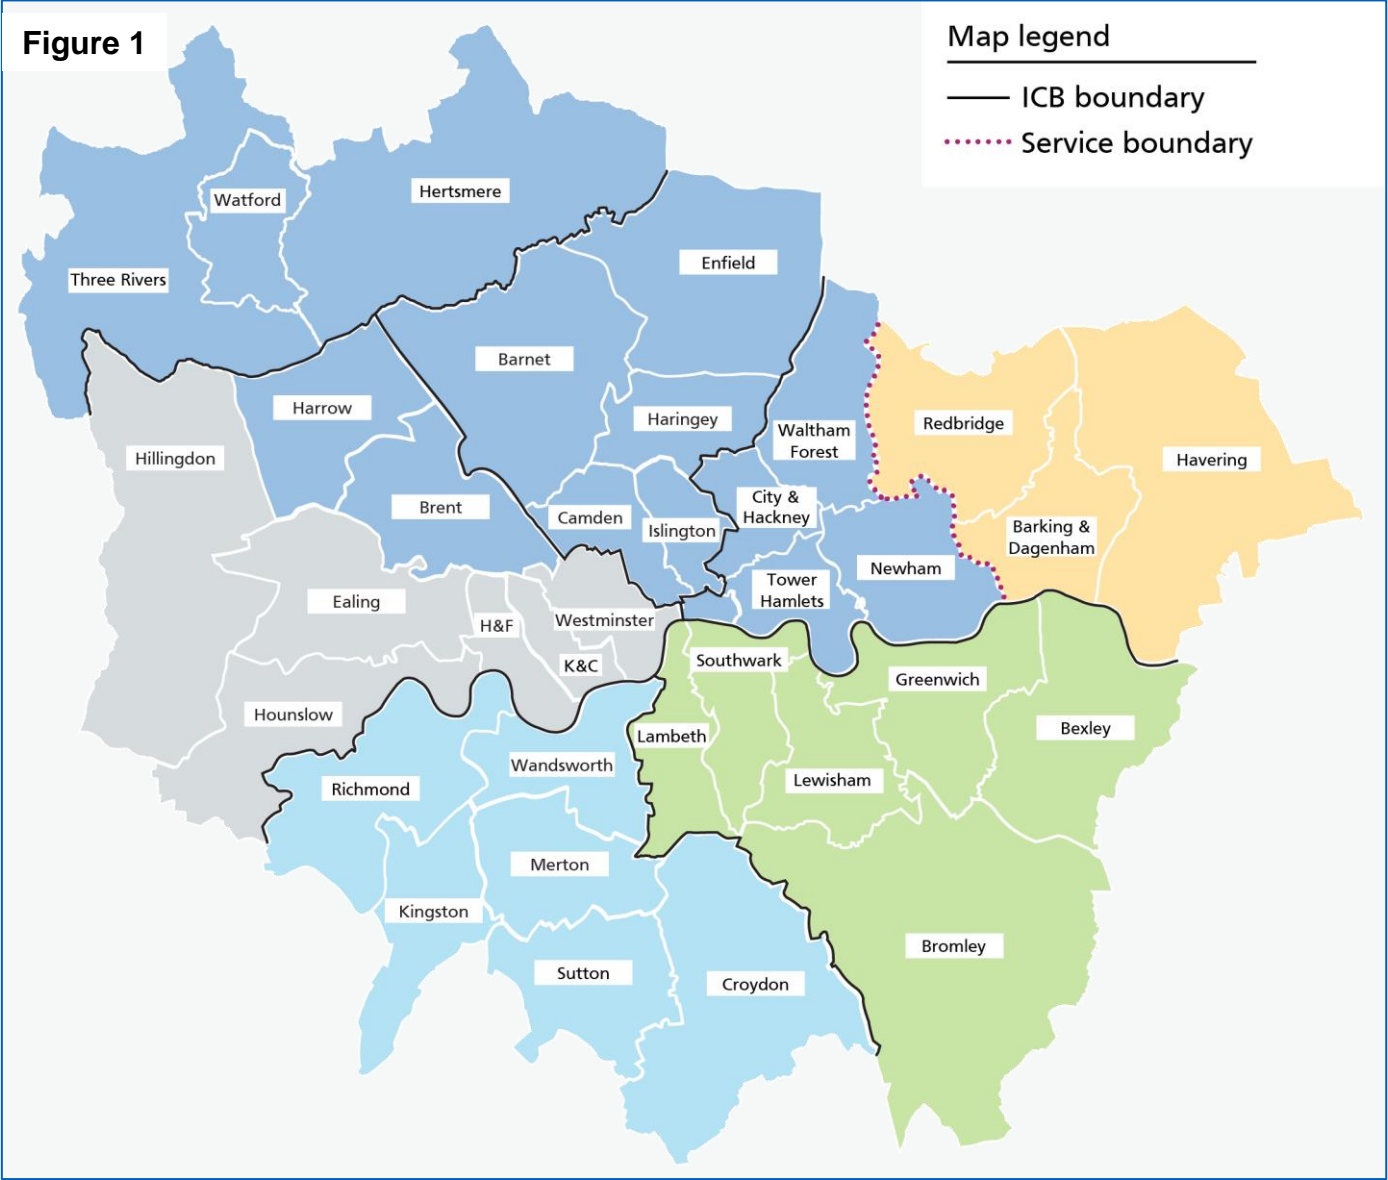 Figure 1
Map legend
ICB boundary
Service boundary
Watford
Hertsmere
Three Rivers
Enfield
Barnet
Harrow
Haringey
Waltham
Forest
Redbridge
Hillingdon
Havering
Brent
Camden
Islington
City &
Hackney
Barking &
Dagenham
Newham
Tower
Hamlets
Ealing
H&F
Westminster
K&C
Southwark
Greenwich
Hounslow
Lambeth
Bexley
Richmond
Wandsworth
Lewisham
Merton
Kingston
Bromley
Sutton
Croydon